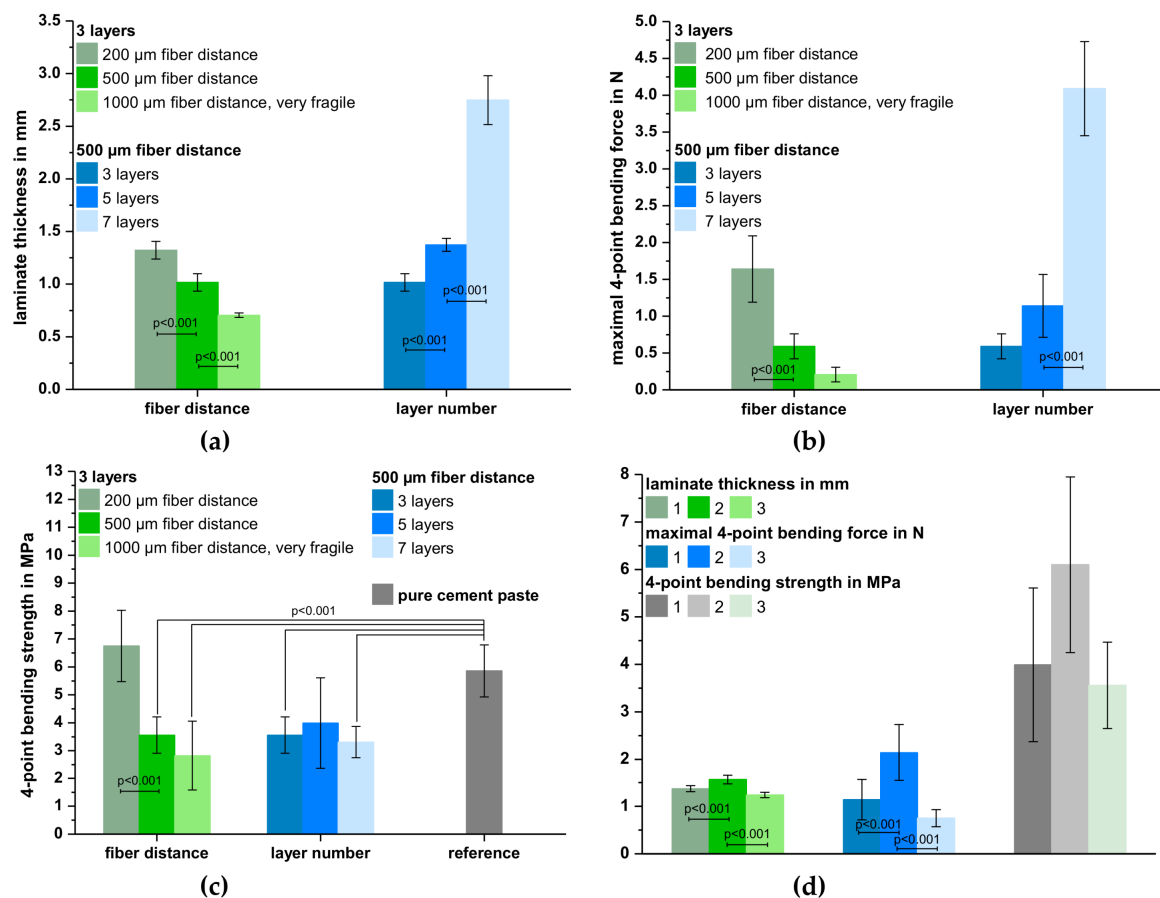 3.5
3.0
2.5
2.0
1.5
1.0
0.5
0.0
laminate thickness in mm
3 layers
200 µm fiber distance
500 µm fiber distance
1000 µm fiber distance, very fragile
500 µm fiber distance
3 layers
5 layers
7 layers
p<0.001
p<0.001
p<0.001
p<0.001
fiber distance
layer number
(a)
5.0
4.5
4.0
3.5
3.0
2.5
2.0
1.5
1.0
0.5
0.0
maximal 4-point bending force in N
3 layers
200 µm fiber distance
500 µm fiber distance
1000 µm fiber distance, very fragile
500 µm fiber distance
3 layers
5 layers
7 layers
p<0.001
p<0.001
fiber distance
layer number
(b)
13
12
11
10
9
8
7
6
5
4
3
2
1
0
4-point bending strength in MPa
3 layers
200 µm fiber distance
500 µm fiber distance
1000 µm fiber distance, very fragile
500 µm fiber distance
3 layers
5 layers
7 layers
pure cement paste
p<0.001
p<0.001
fiber distance
layer number
reference
(c)
8
7
6
5
4
3
2
1
0
laminate thickness in mm
1 2 3
maximal 4-point bending force in N
1 2 3
4-point bending strength in MPa
1 2 3
p<0.001
p<0.001
p<0.001
p<0.001
(d)